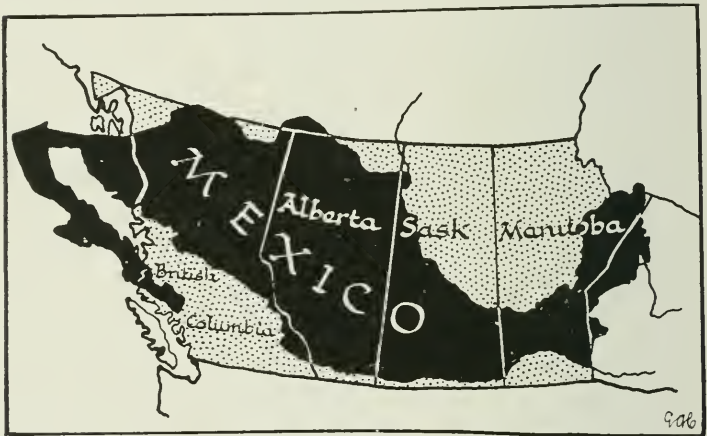 MEXICO
Alberta
Sask
Manitoba
British
Columbia